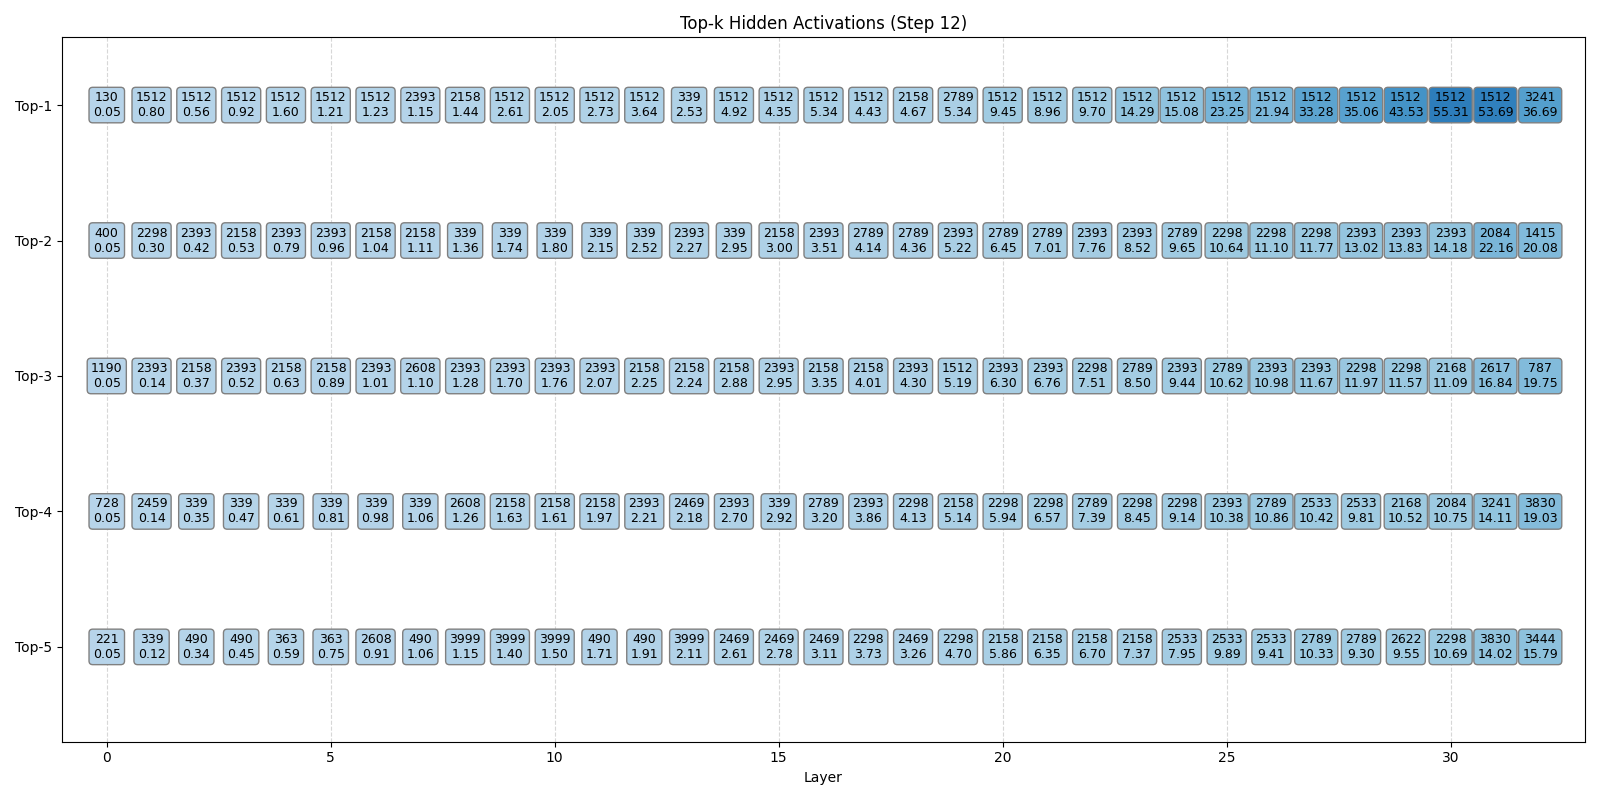 Top-k Hidden Activations (Step 12)
Top-1
130 1512 1512 1512 1512 1512 1512 2393 2158 1512 1512 1512 1512 339 1512 1512 1512 1512 2158 2789 1512 1512 1512 1512 1512 1512 1512 1512 1512 1512 1512 1512 3241
0.05 0.80 0.56 0.92 1.60 1.21 1.23 1.15 1.44 2.61 2.05 2.73 3.64 2.53 4.92 4.35 5.34 4.43 4.67 5.34 9.45 8.96 9.70 14.29 15.08 23.25 21.94 33.28 35.06 43.53 55.31 53.69 36.69
Top-2
400 2298 2393 2158 2393 2393 2158 2158 339 339 339 339 339 2393 339 2158 2393 2789 2789 2393 2789 2789 2393 2393 2789 2298 2298 2298 2393 2393 2393 2084 1415
0.05 0.30 0.42 0.53 0.79 0.96 1.04 1.11 1.36 1.74 1.80 2.15 2.52 2.27 2.95 3.00 3.51 4.14 4.36 5.22 6.45 7.01 7.76 8.52 9.65 10.64 11.10 11.77 13.02 13.83 14.18 22.16 20.08
Top-3
1190 2393 2158 2393 2158 2158 2393 2608 2393 2393 2393 2393 2158 2158 2158 2393 2158 2158 2393 1512 2393 2393 2298 2789 2393 2789 2393 2393 2298 2298 2168 2617 787
0.05 0.14 0.37 0.52 0.63 0.89 1.01 1.10 1.28 1.70 1.76 2.07 2.25 2.24 2.88 2.95 3.35 4.01 4.30 5.19 6.30 6.76 7.51 8.50 9.44 10.62 10.98 11.67 11.97 11.57 11.09 16.84 19.75
Top-4
728 2459 339 339 339 339 339 339 2608 2158 2158 2158 2393 2469 2393 339 2789 2393 2298 2158 2298 2298 2789 2298 2298 2393 2789 2533 2533 2168 2084 3241 3830
0.05 0.14 0.35 0.47 0.61 0.81 0.98 1.06 1.26 1.63 1.61 1.97 2.21 2.18 2.70 2.92 3.20 3.86 4.13 5.14 5.94 6.57 7.39 8.45 9.14 10.38 10.86 10.42 9.81 10.52 10.75 14.11 19.03
Top-5
221 339 490 490 363 363 2608 490 3999 3999 3999 490 490 3999 2469 2469 2469 2298 2469 2298 2158 2158 2158 2158 2533 2533 2533 2789 2789 2622 2298 3830 3444
0.05 0.12 0.34 0.45 0.59 0.75 0.91 1.06 1.15 1.40 1.50 1.71 1.91 2.11 2.61 2.78 3.11 3.73 3.26 4.70 5.86 6.35 6.70 7.37 7.95 9.89 9.41 10.33 9.30 9.55 10.69 14.02 15.79
0 5 10 15 20 25 30
Layer